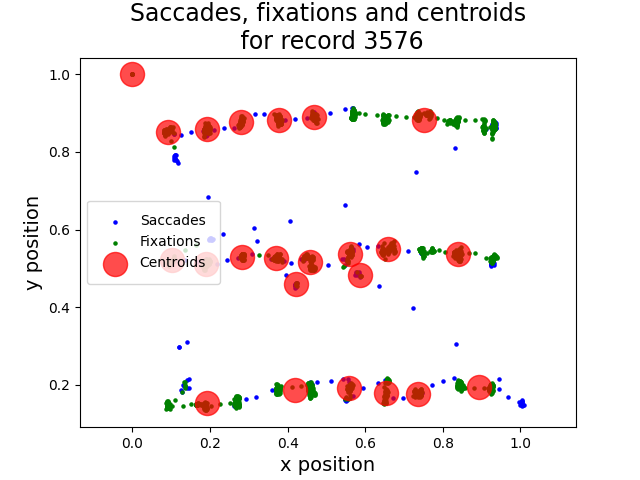 Saccades, fixations and centroids
for record 3576
1.0
0.8
0.6
0.4
0.2
y position
Saccades
Fixations
Centroids
0.0
0.2
0.4
0.6
0.8
1.0
x position